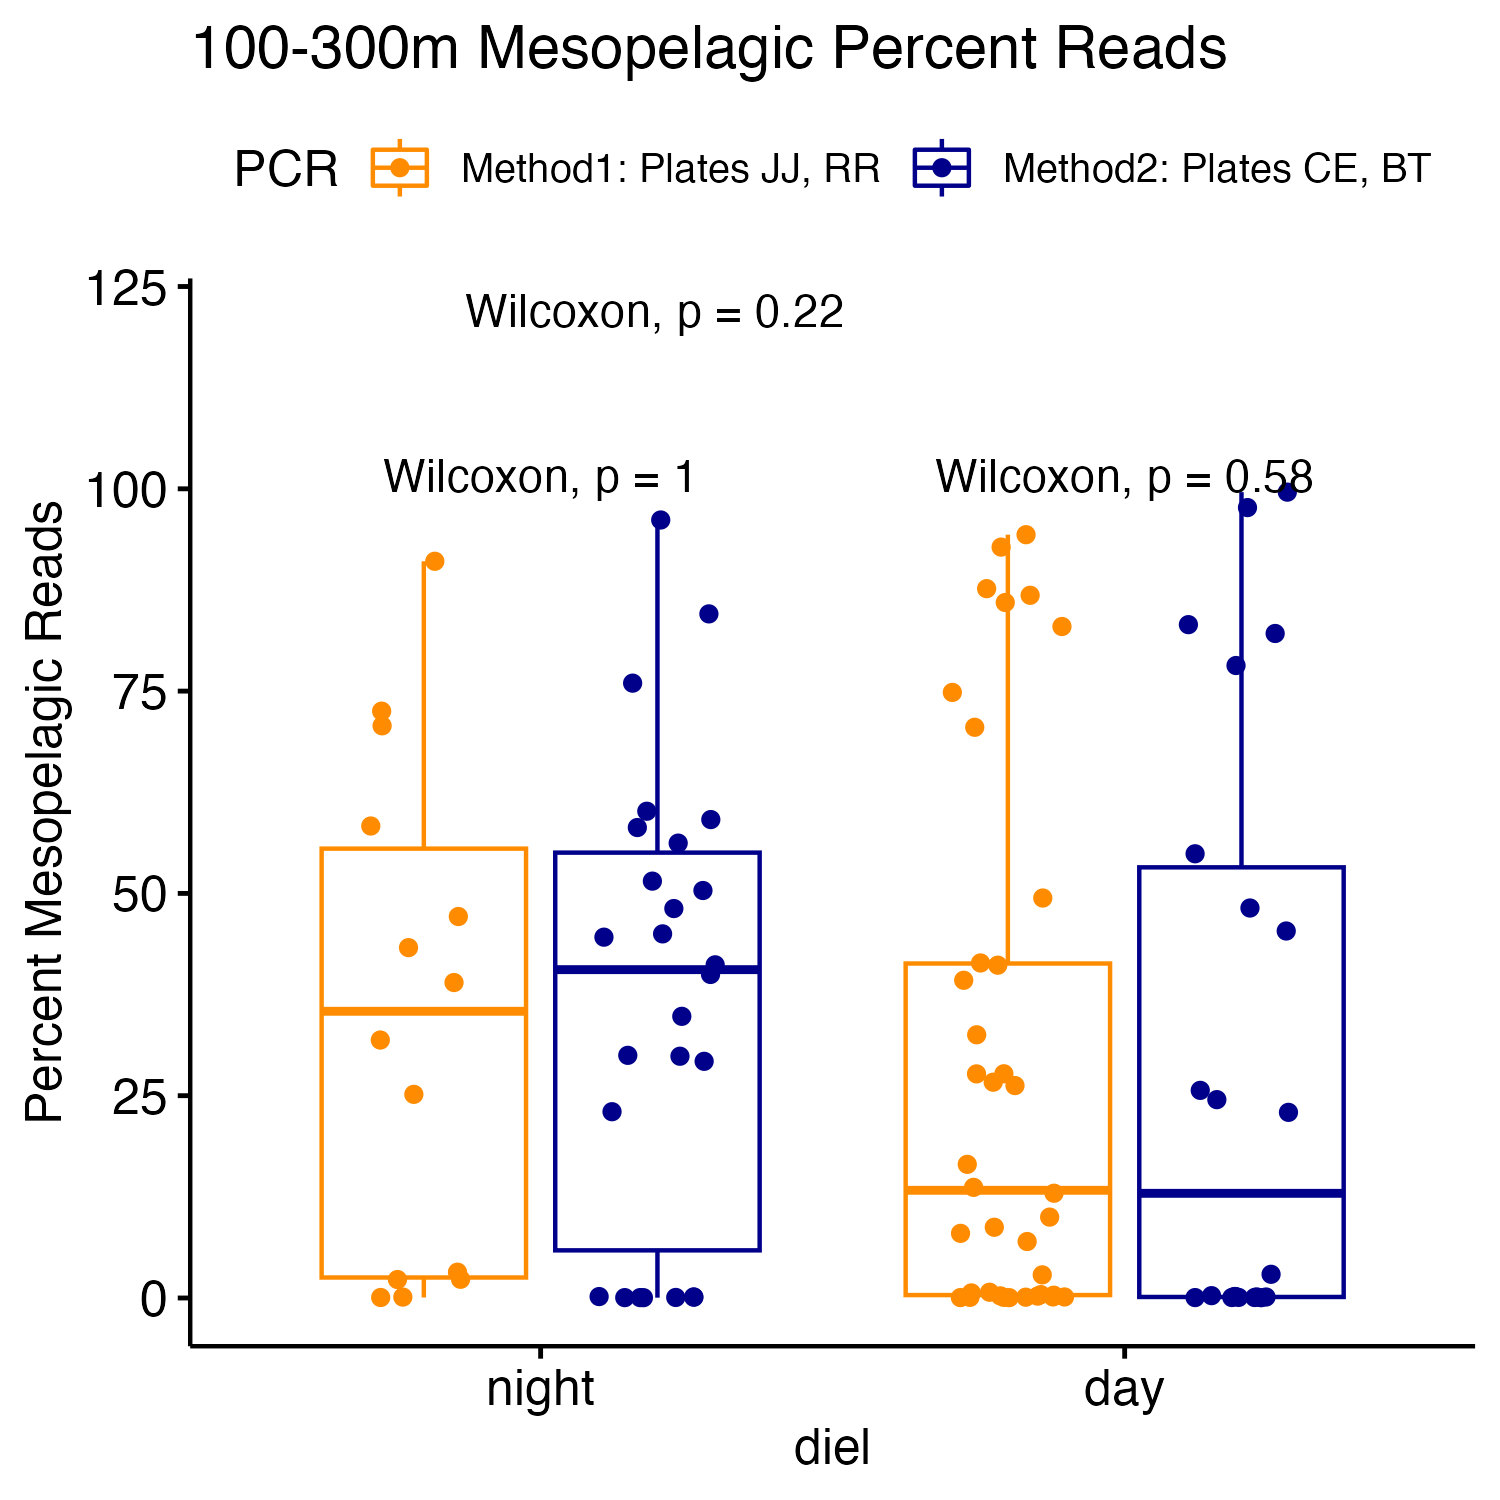 100-300m Mesopelagic Percent Reads
PCR Method1: Plates JJ, RR Method2: Plates CE, BT
125
Wilcoxon, p = 0.22
100
Wilcoxon, p = 1 Wilcoxon, p = 0.58
75
50
25
0
Percent Mesopelagic Reads
night day
diel